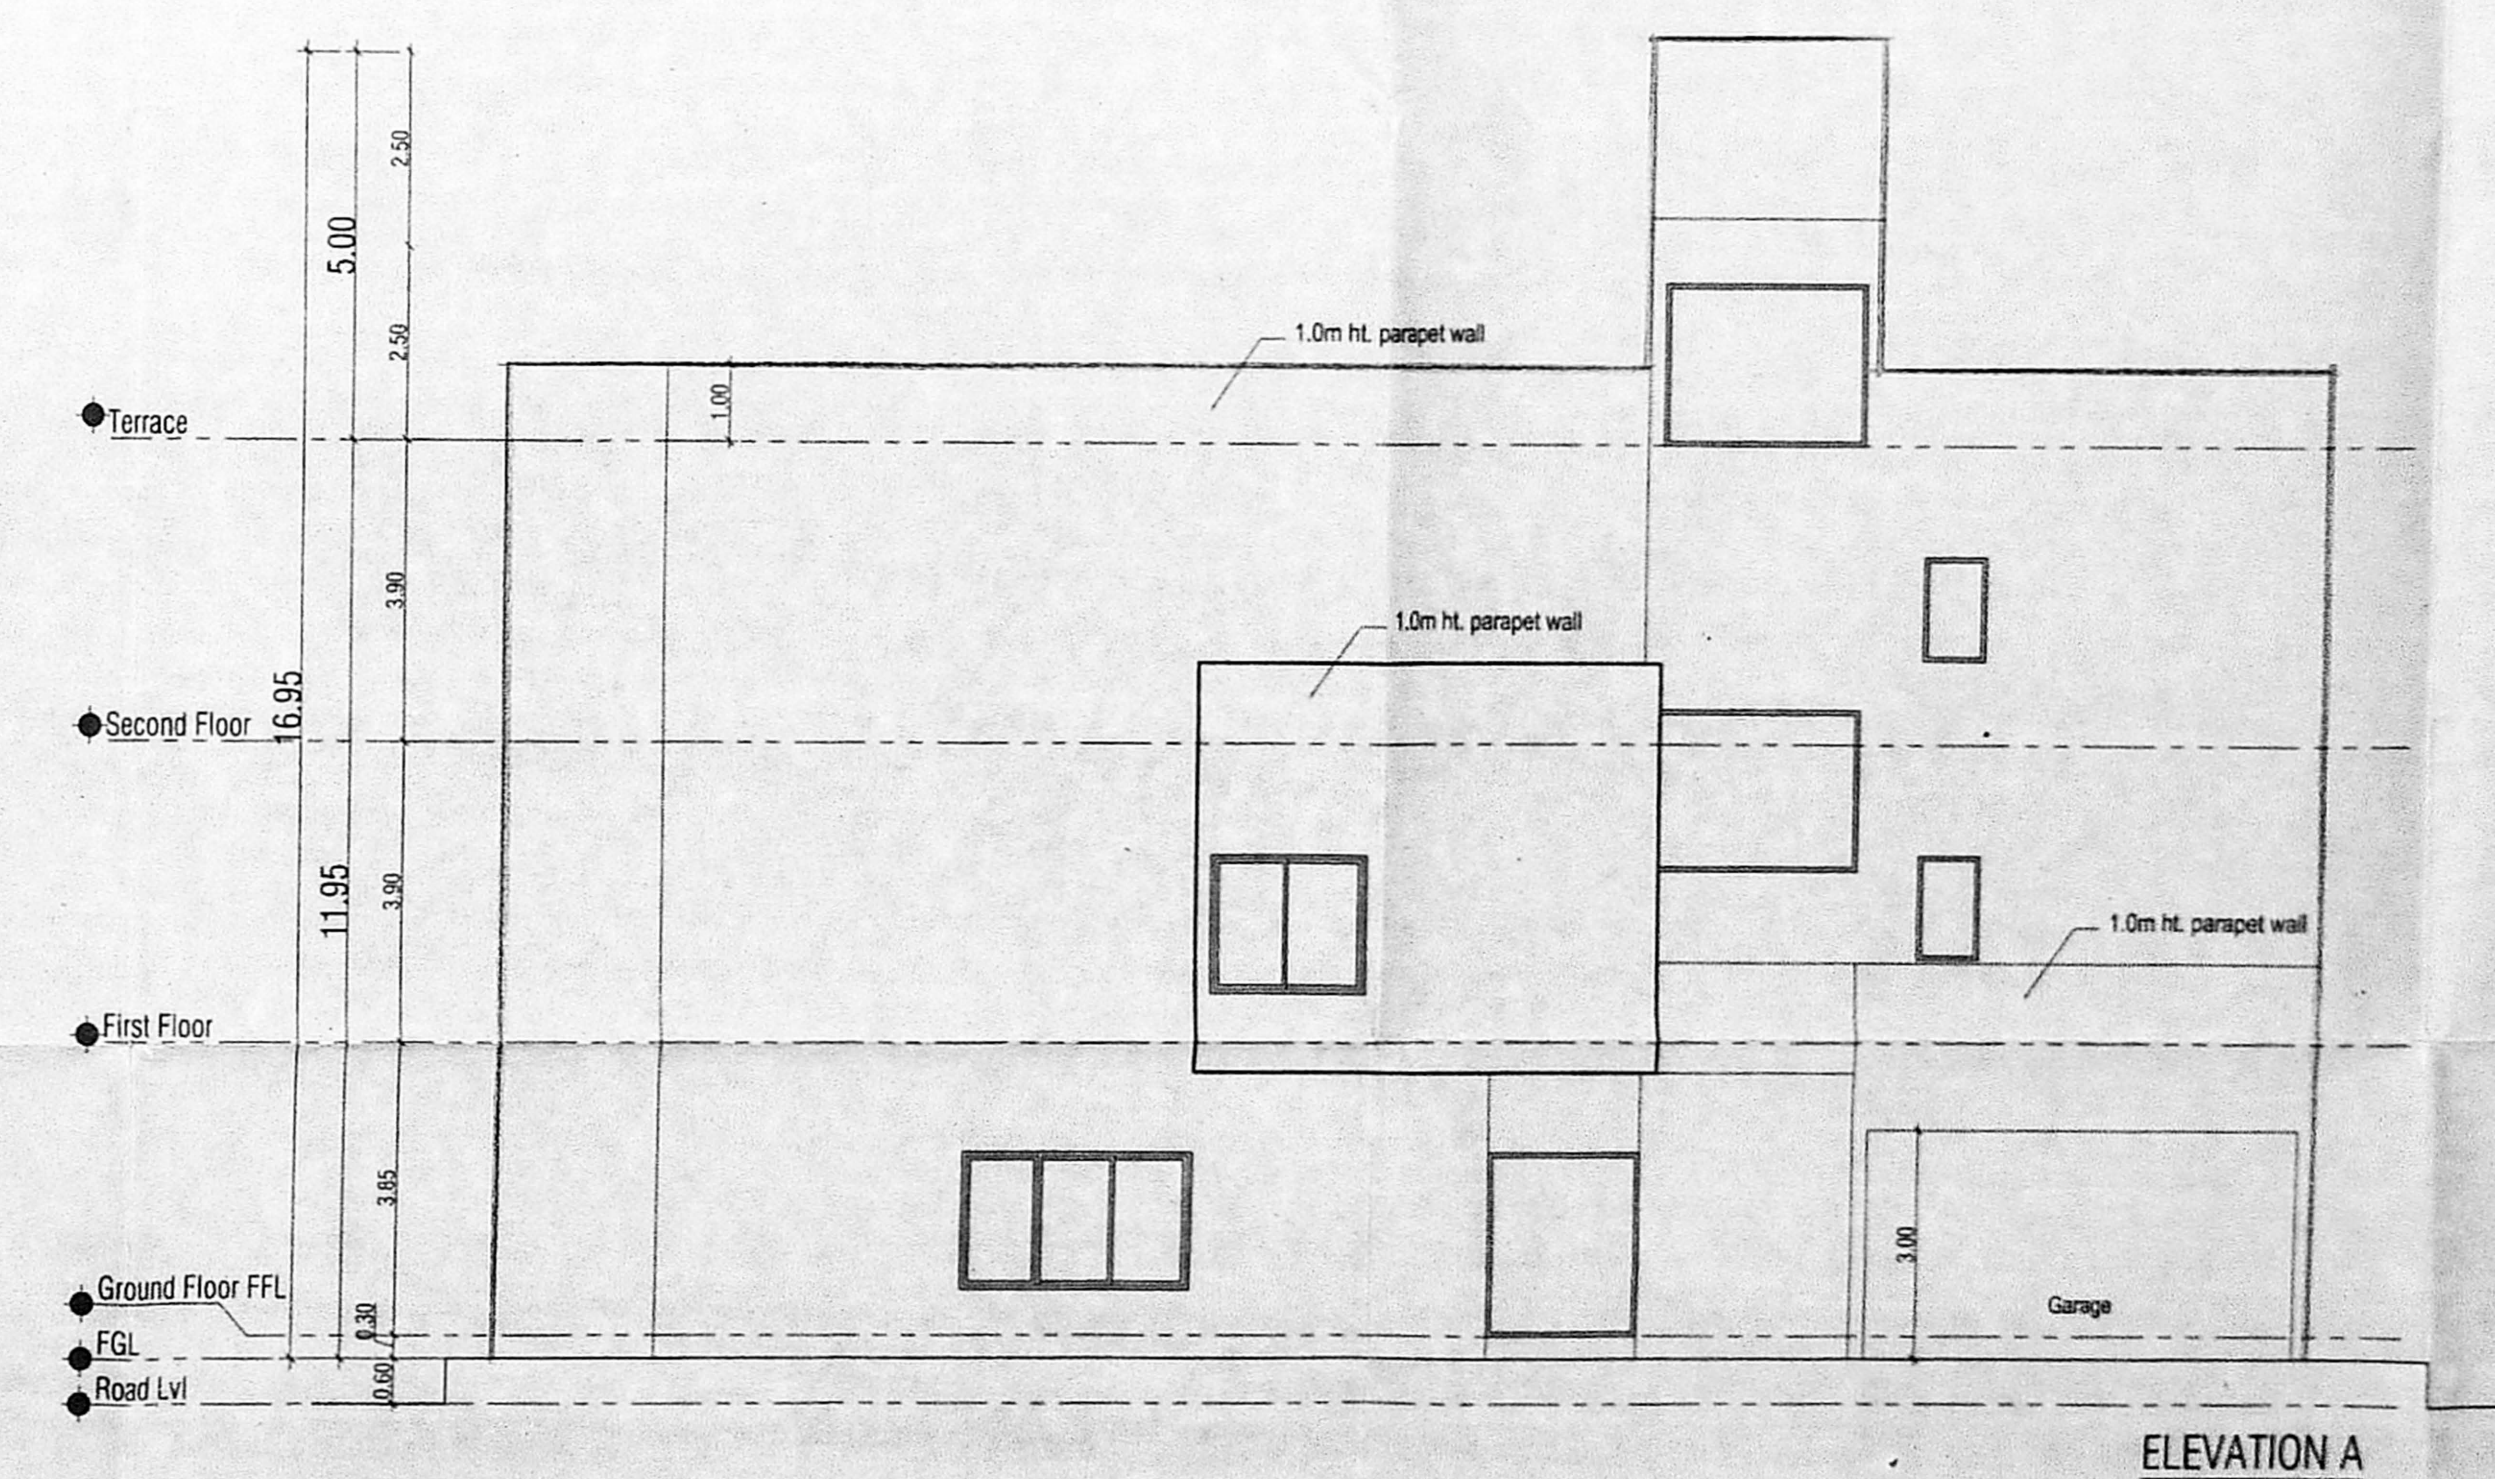 2.50
5.00
2.50
1.0m ht. parapet wall
1.00
Terrace
3.90
1.0m ht. parapet wall
16.95
Second Floor
11.95
3.90
1.0m ht. parapet wall
First Floor
3.85
3.00
Ground Floor FFL
0.30
Garage
FGL
0.60
Road Lvl
ELEVATION A